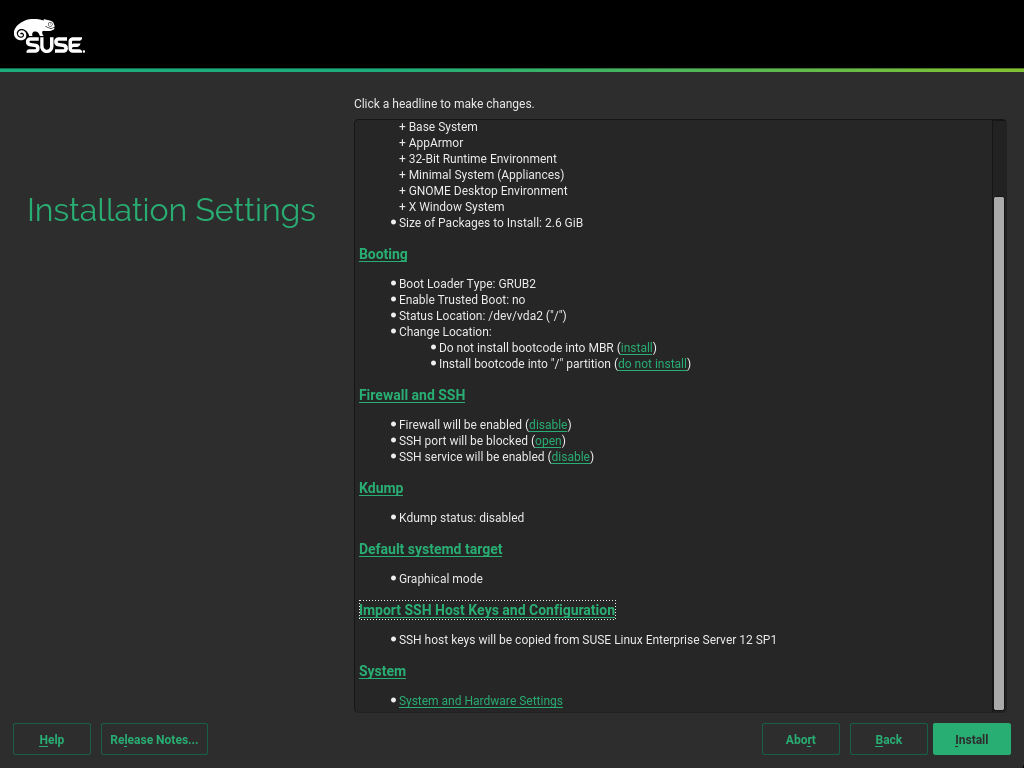 SUSE.
Click a headline to make changes.
Installation Settings
+ Base System
+ AppArmor
+ 32-Bit Runtime Environment
+ Minimal System (Appliances)
+ GNOME Desktop Environment
+ X Window System
• Size of Packages to Install: 2.6 GiB
Booting
• Boot Loader Type: GRUB2
• Enable Trusted Boot: no
• Status Location: /dev/vda2 ("/")
• Change Location:
• Do not install bootcode into MBR (install)
• Install bootcode into "/" partition (do not install)
Firewall and SSH
• Firewall will be enabled (disable)
• SSH port will be blocked (open)
• SSH service will be enabled (disable)
Kdump
• Kdump status: disabled
Default systemd target
• Graphical mode
Import SSH Host Keys and Configuration
• SSH host keys will be copied from SUSE Linux Enterprise Server 12 SP1
System
• System and Hardware Settings
Help
Release Notes...
Abort
Back
Install